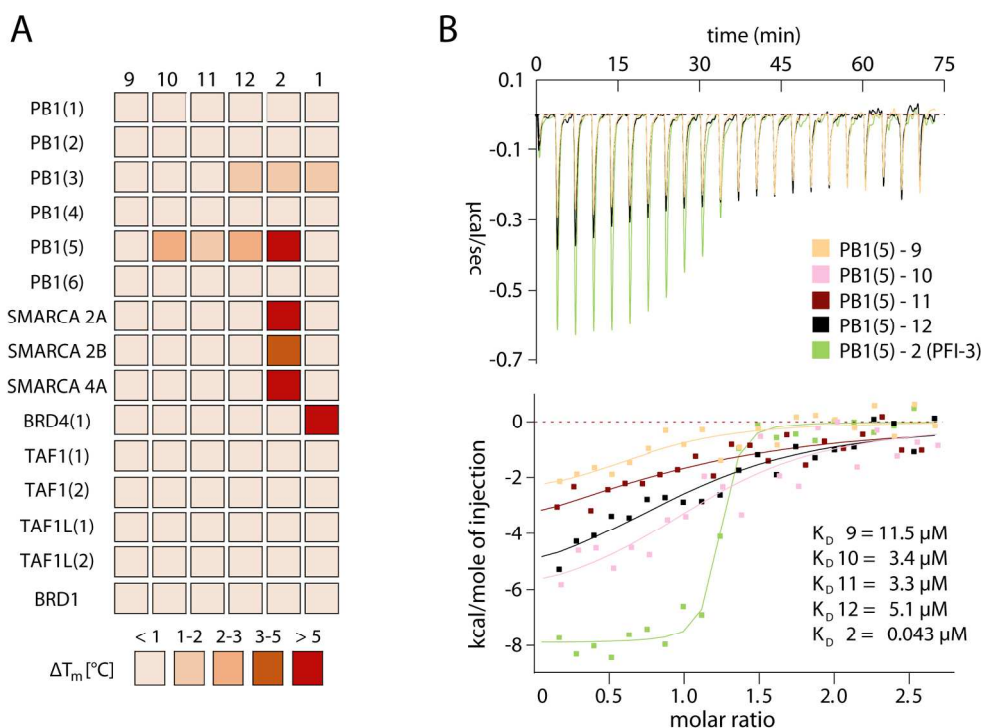 A
9 10 11 12 2 1
PB1(1)
PB1(2)
PB1(3)
PB1(4)
PB1(5)
PB1(6)
SMARCA 2A
SMARCA 2B
SMARCA 4A
BRD4(1)
TAF1(1)
TAF1(2)
TAF1L(1)
TAF1L(2)
BRD1
< 1 1-2 2-3 3-5 > 5
ΔTm [°C]
B
time (min)
0 15 30 45 60 75
0.1
-0.1
-0.3
-0.5
-0.7
µcal/sec
PB1(5) - 9
PB1(5) - 10
PB1(5) - 11
PB1(5) - 12
PB1(5) - 2 (PFI-3)
0
-2
-4
-6
-8
kcal/mole of injection
KD 9 = 11.5 µM
KD 10 = 3.4 µM
KD 11 = 3.3 µM
KD 12 = 5.1 µM
KD 2 = 0.043 µM
0 0.5 1.0 1.5 2.0 2.5
molar ratio